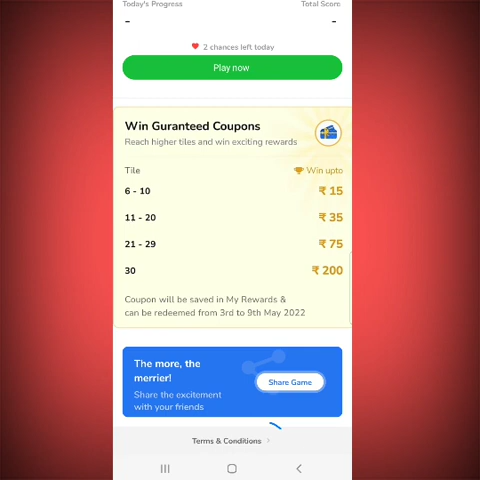 Today's Progress Total Score
- -
2 chances left today
Play now
Win Guranteed Coupons
Reach higher tiles and win exciting rewards
Tile Win upto
6 - 10 ₹ 15
11 - 20 ₹ 35
21 - 29 ₹ 75
30 ₹ 200
Coupon will be saved in My Rewards &
can be redeemed from 3rd to 9th May 2022
The more, the
merrier!
Share Game
Share the excitement
with your friends
Terms & Conditions >